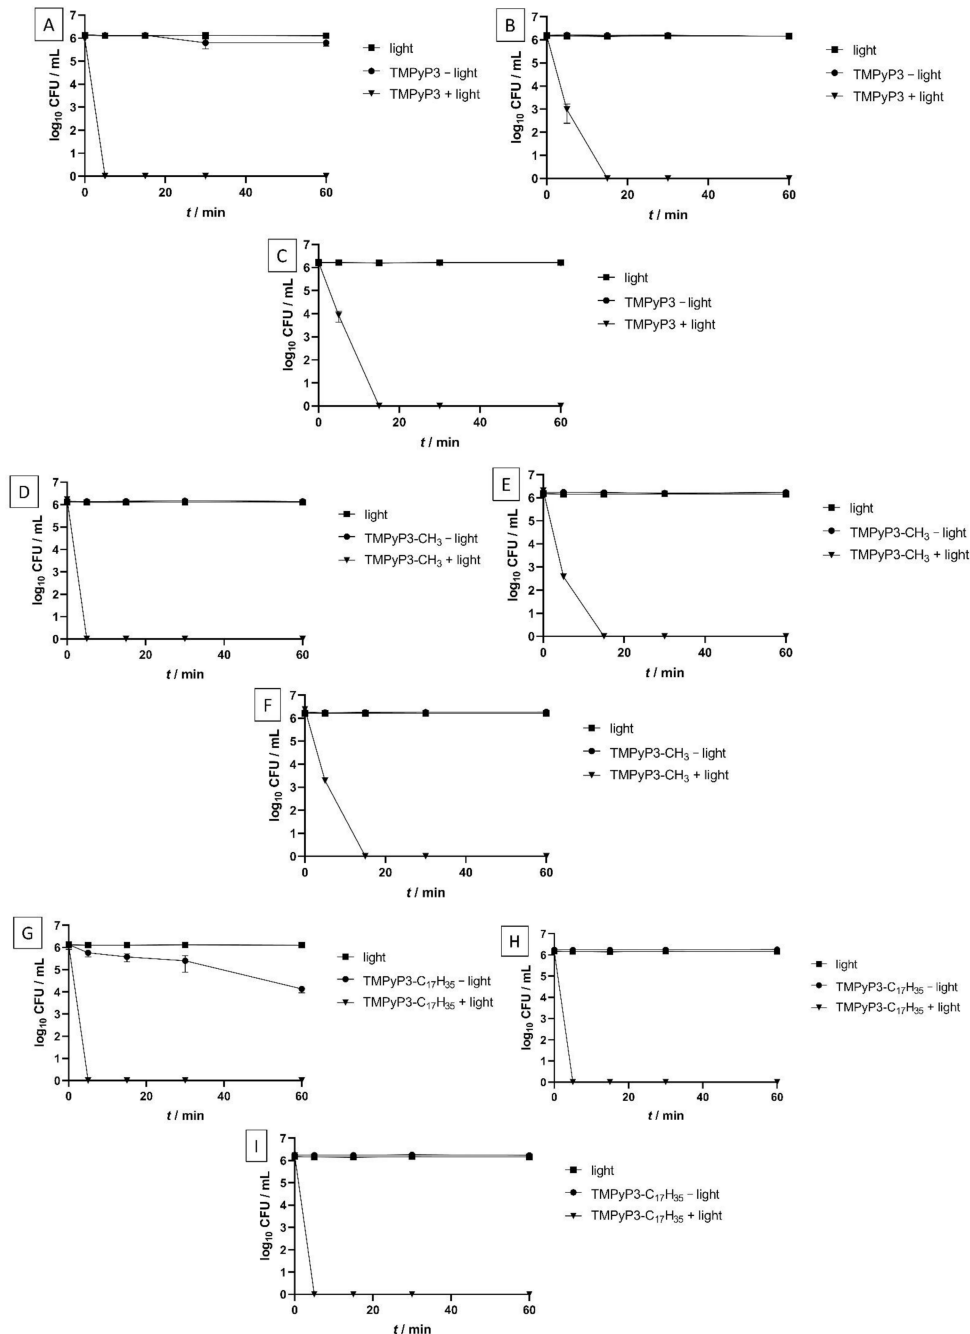 A
7
6
5
4
3
2
1
0
log₁₀ CFU / mL
0 20 40 60
t / min
light
TMPyP3 – light
TMPyP3 + light
B
7
6
5
4
3
2
1
0
log₁₀ CFU / mL
0 20 40 60
t / min
light
TMPyP3 – light
TMPyP3 + light
C
7
6
5
4
3
2
1
0
log₁₀ CFU / mL
0 20 40 60
t / min
light
TMPyP3 – light
TMPyP3 + light
D
7
6
5
4
3
2
1
0
log₁₀ CFU / mL
0 20 40 60
t / min
light
TMPyP3-CH₃ – light
TMPyP3-CH₃ + light
E
7
6
5
4
3
2
1
0
log₁₀ CFU / mL
0 20 40 60
t / min
light
TMPyP3-CH₃ – light
TMPyP3-CH₃ + light
F
7
6
5
4
3
2
1
0
log₁₀ CFU / mL
0 20 40 60
t / min
light
TMPyP3-CH₃ – light
TMPyP3-CH₃ + light
G
7
6
5
4
3
2
1
0
log₁₀ CFU / mL
0 20 40 60
t / min
light
TMPyP3-C₁₇H₃₅ – light
TMPyP3-C₁₇H₃₅ + light
H
7
6
5
4
3
2
1
0
log₁₀ CFU / mL
0 20 40 60
t / min
light
TMPyP3-C₁₇H₃₅ – light
TMPyP3-C₁₇H₃₅ + light
I
7
6
5
4
3
2
1
0
log₁₀ CFU / mL
0 20 40 60
t / min
light
TMPyP3-C₁₇H₃₅ – light
TMPyP3-C₁₇H₃₅ + light